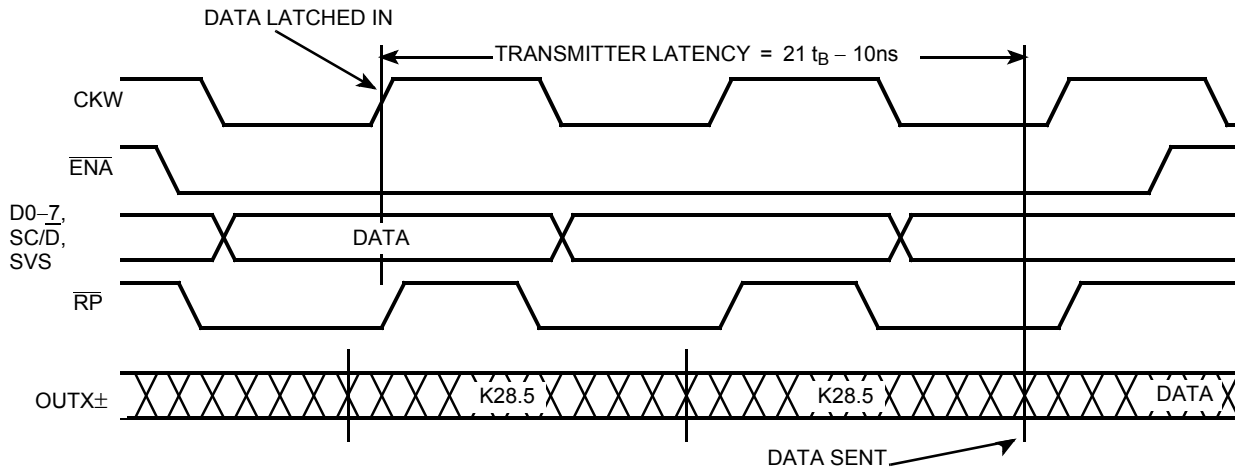 DATA LATCHED IN
TRANSMITTER LATENCY = 21 tB – 10ns
CKW
ENA
D0–7,
SC/D,
SVS
DATA
RP
OUTX±
K28.5
K28.5
DATA
DATA SENT